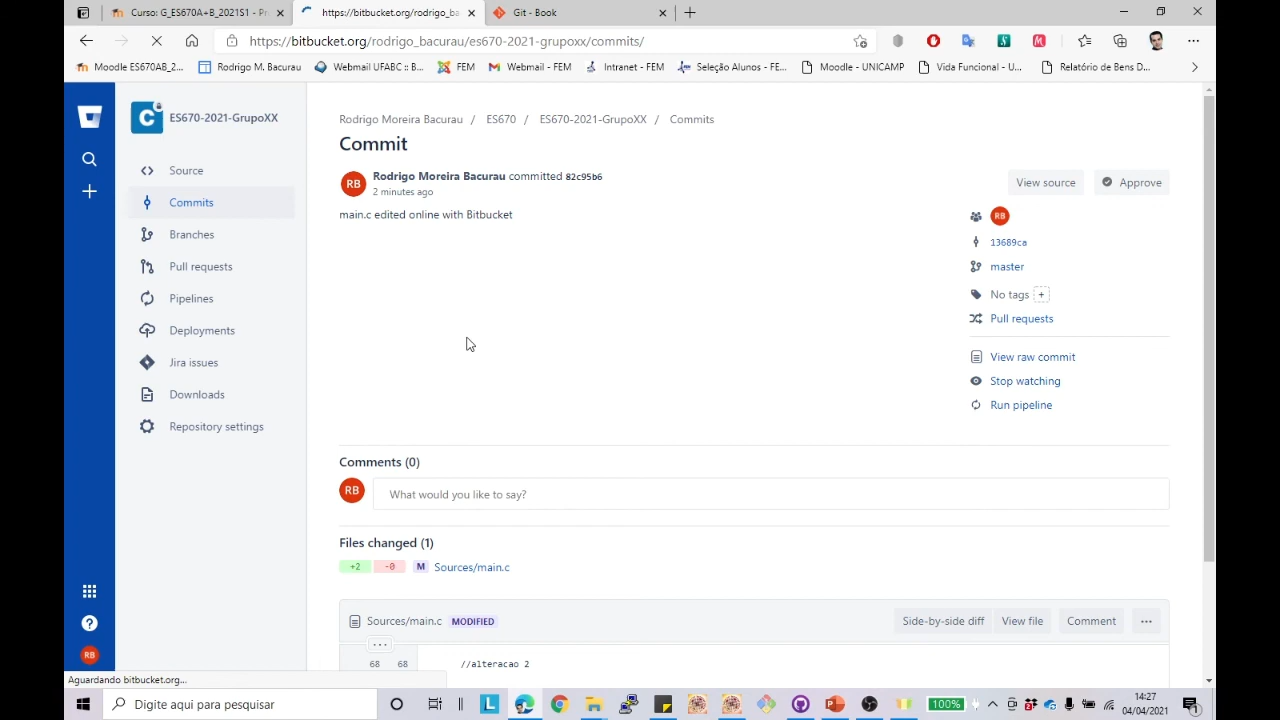 Curso: G_ES670A+B_2021S1 - Pr
https://bitbucket.org/rodrigo_ba
Git - Book
https://bitbucket.org/rodrigo_bacurau/es670-2021-grupoxx/commits/
Moodle ES670AB_2...
Rodrigo M. Bacurau
Webmail UFABC :: B...
FEM
Webmail - FEM
Intranet - FEM
Seleção Alunos - FE...
Moodle - UNICAMP
Vida Funcional - U...
Relatório de Bens D...
C
ES670-2021-GrupoXX
Source
Commits
Branches
Pull requests
Pipelines
Deployments
Jira issues
Downloads
Repository settings
RB
Rodrigo Moreira Bacurau / ES670 / ES670-2021-GrupoXX / Commits
Commit
RB
Rodrigo Moreira Bacurau committed 82c95b6
2 minutes ago
main.c edited online with Bitbucket
View source
Approve
RB
13689ca
master
No tags +
Pull requests
View raw commit
Stop watching
Run pipeline
Comments (0)
RB
What would you like to say?
Files changed (1)
+2 -0 M Sources/main.c
Sources/main.c MODIFIED
Side-by-side diff
View file
Comment
...
...
68 68 //alteracao 2
Aguardando bitbucket.org...
Digite aqui para pesquisar
100%
14:27
04/04/2021